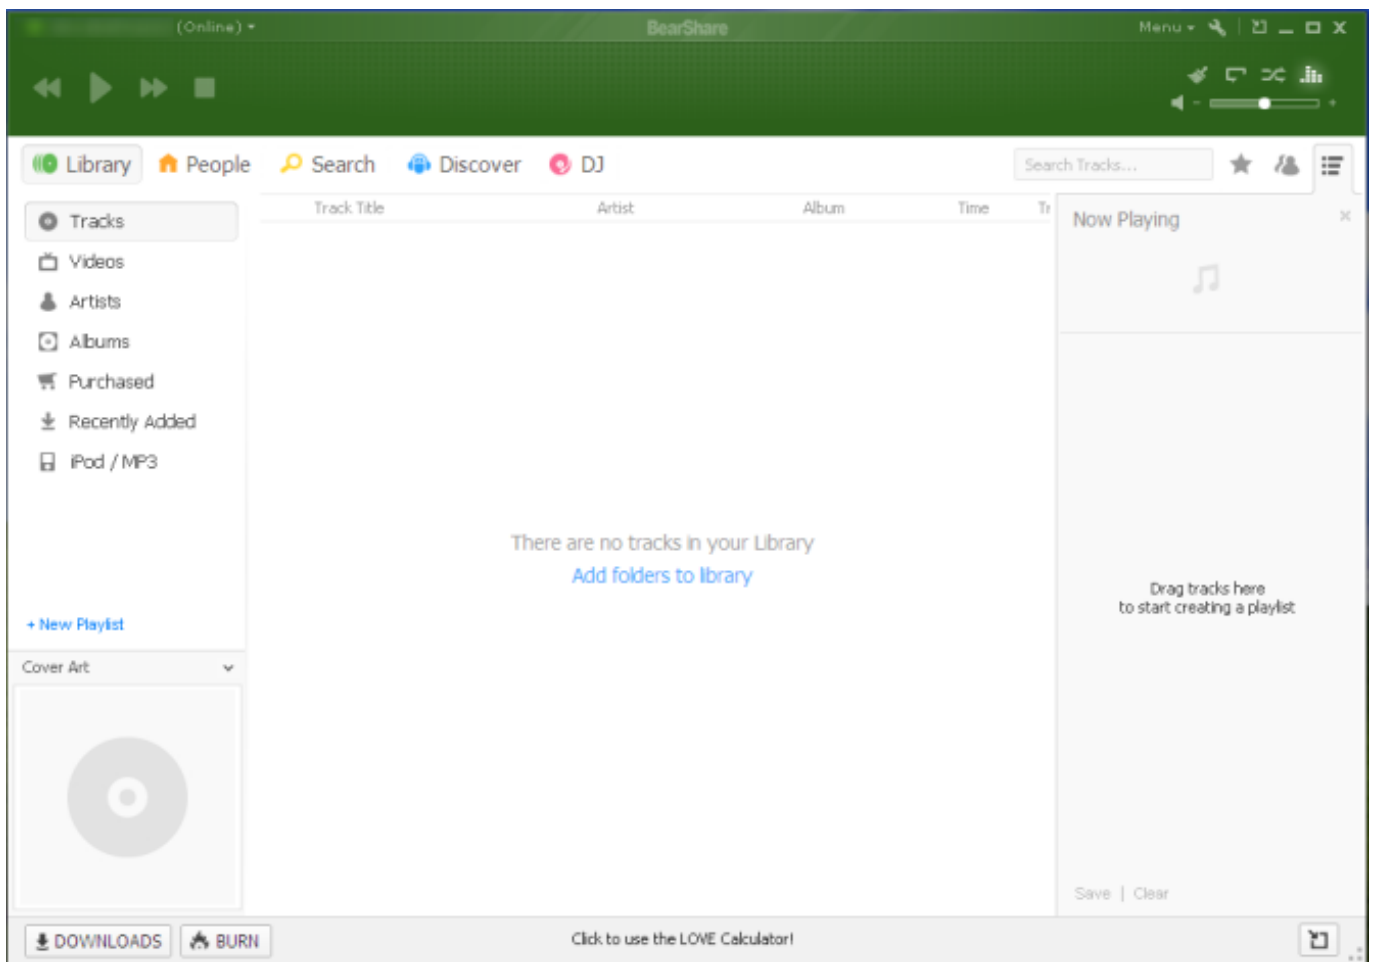 (Online)
BearShare
Menu
Library
People
Search
Discover
DJ
Search Tracks...
Tracks
Videos
Artists
Albums
Purchased
Recently Added
iPod / MP3
+ New Playlist
Cover Art
Track Title Artist Album Time Tr
There are no tracks in your Library
Add folders to library
Now Playing
Drag tracks here
to start creating a playlist
Save | Clear
DOWNLOADS
BURN
Click to use the LOVE Calculator!